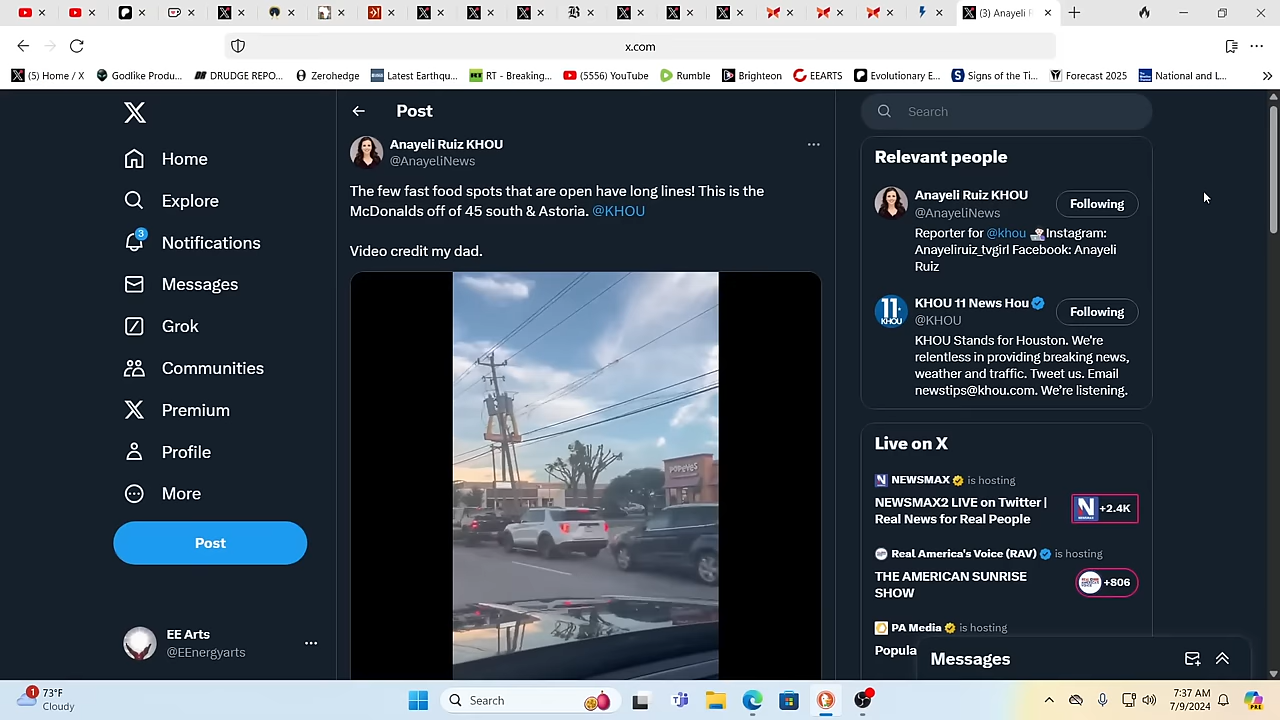 (3) Anayeli R
x.com
(5) Home / X
Godlike Produ...
DRUDGE REPO...
Zerohedge
Latest Earthqu...
RT - Breaking...
(5556) YouTube
Rumble
Brighteon
EEARTS
Evolutionary E...
Signs of the Ti...
Forecast 2025
National and L...
Home
Explore
3
Notifications
Messages
Grok
Communities
Premium
Profile
More
Post
EE Arts
@EEnergyarts
Post
Anayeli Ruiz KHOU
@AnayeliNews
The few fast food spots that are open have long lines! This is the
McDonalds off of 45 south & Astoria. @KHOU
Video credit my dad.
POPEYES
Search
Relevant people
Anayeli Ruiz KHOU
@AnayeliNews
Following
Reporter for @khou Instagram:
Anayeliruiz_tvgirl Facebook: Anayeli
Ruiz
KHOU 11 News Hou
@KHOU
Following
11
KHOU
KHOU Stands for Houston. We're
relentless in providing breaking news,
weather and traffic. Tweet us. Email
newstips@khou.com. We're listening.
Live on X
NEWSMAX is hosting
NEWSMAX2 LIVE on Twitter |
Real News for Real People
+2.4K
Real America's Voice (RAV) is hosting
THE AMERICAN SUNRISE
SHOW
+806
PA Media is hosting
Popula
Messages
1
73°F
Cloudy
Search
7:37 AM
7/9/2024
PRE